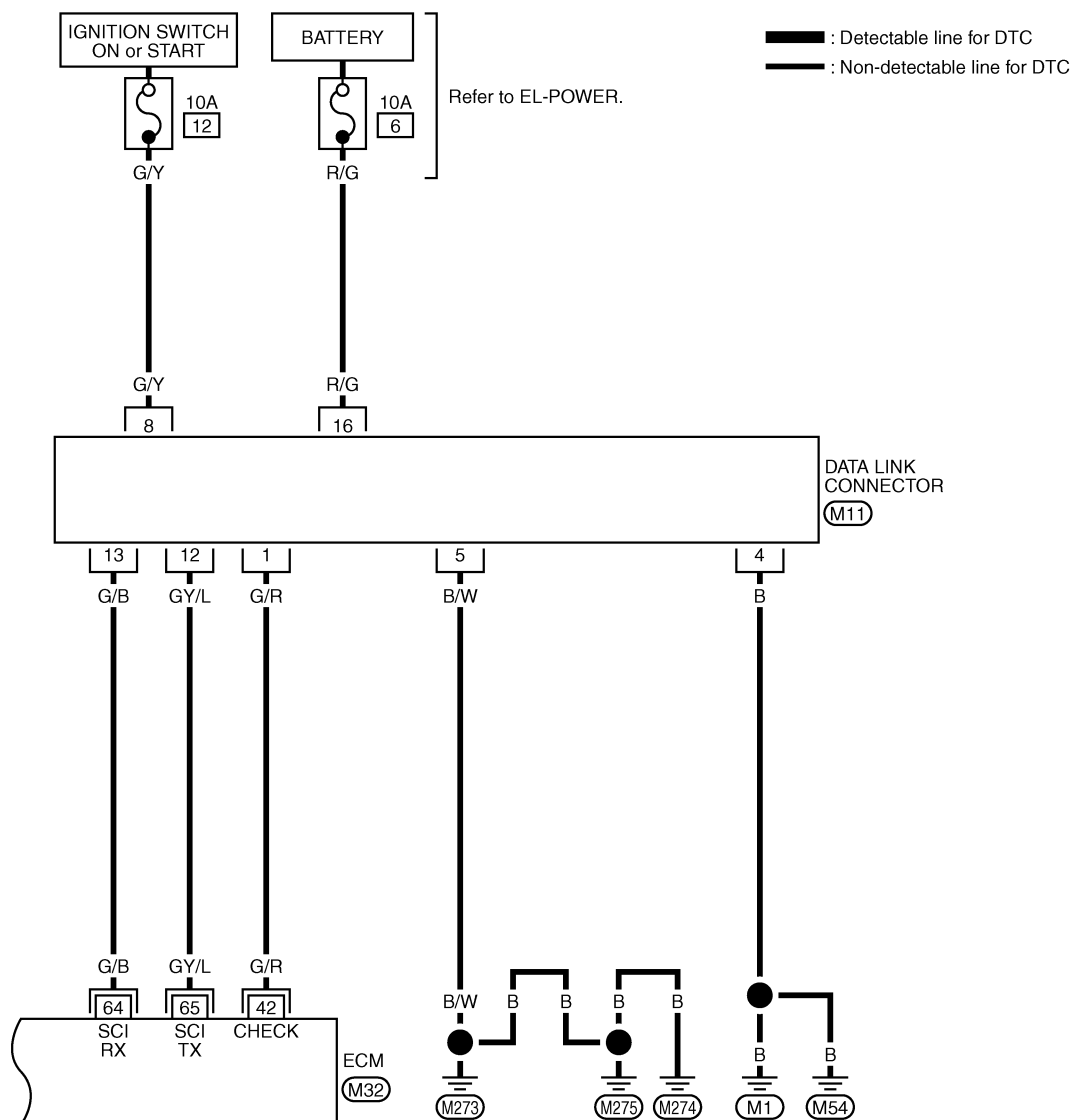 IGNITION SWITCH
ON or START
BATTERY
: Detectable line for DTC
: Non-detectable line for DTC
10A
12
10A
6
Refer to EL-POWER.
G/Y
R/G
G/Y
R/G
8
16
DATA LINK
CONNECTOR
M11
13
12
1
5
4
G/B
GY/L
G/R
B/W
B
G/B
GY/L
G/R
B/W
B
B
B
B
64
65
42
SCI
RX
SCI
TX
CHECK
ECM
M32
B
B
M273
M275
M274
M1
M54